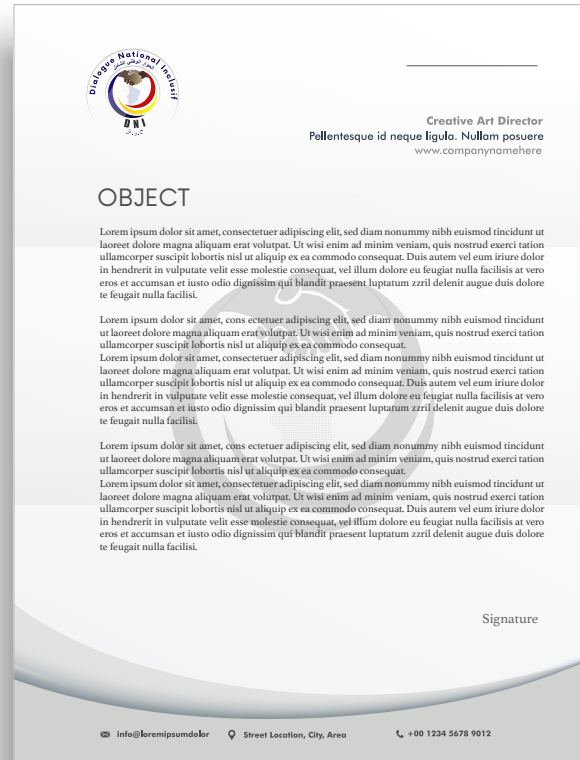 Dialogue National Inclusif
الحوار الوطني الشامل
DNI
ح.و.ش
Creative Art Director
Pellentesque id neque ligula. Nullam posuere
www.companynamehere
OBJECT
Lorem ipsum dolor sit amet, consectetuer adipiscing elit, sed diam nonummy nibh euismod tincidunt ut
laoreet dolore magna aliquam erat volutpat. Ut wisi enim ad minim veniam, quis nostrud exerci tation
ullamcorper suscipit lobortis nisl ut aliquip ex ea commodo consequat. Duis autem vel eum iriure dolor
in hendrerit in vulputate velit esse molestie consequat, vel illum dolore eu feugiat nulla facilisis at vero
eros et accumsan et iusto odio dignissim qui blandit praesent luptatum zzril delenit augue duis dolore
te feugait nulla facilisi.
Lorem ipsum dolor sit amet, cons ectetuer adipiscing elit, sed diam nonummy nibh euismod tincidunt
ut laoreet dolore magna aliquam erat volutpat. Ut wisi enim ad minim veniam, quis nostrud exerci tation
ullamcorper suscipit lobortis nisl ut aliquip ex ea commodo consequat.
Lorem ipsum dolor sit amet, consectetuer adipiscing elit, sed diam nonummy nibh euismod tincidunt ut
laoreet dolore magna aliquam erat volutpat. Ut wisi enim ad minim veniam, quis nostrud exerci tation
ullamcorper suscipit lobortis nisl ut aliquip ex ea commodo consequat. Duis autem vel eum iriure dolor
in hendrerit in vulputate velit esse molestie consequat, vel illum dolore eu feugiat nulla facilisis at vero
eros et accumsan et iusto odio dignissim qui blandit praesent luptatum zzril delenit augue duis dolore
te feugait nulla facilisi.
Lorem ipsum dolor sit amet, cons ectetuer adipiscing elit, sed diam nonummy nibh euismod tincidunt
ut laoreet dolore magna aliquam erat volutpat. Ut wisi enim ad minim veniam, quis nostrud exerci tation
ullamcorper suscipit lobortis nisl ut aliquip ex ea commodo consequat.
Lorem ipsum dolor sit amet, consectetuer adipiscing elit, sed diam nonummy nibh euismod tincidunt ut
laoreet dolore magna aliquam erat volutpat. Ut wisi enim ad minim veniam, quis nostrud exerci tation
ullamcorper suscipit lobortis nisl ut aliquip ex ea commodo consequat. Duis autem vel eum iriure dolor
in hendrerit in vulputate velit esse molestie consequat, vel illum dolore eu feugiat nulla facilisis at vero
eros et accumsan et iusto odio dignissim qui blandit praesent luptatum zzril delenit augue duis dolore
te feugait nulla facilisi.
Signature
info@loremipsumdolor Street Location, City, Area +00 1234 5678 9012